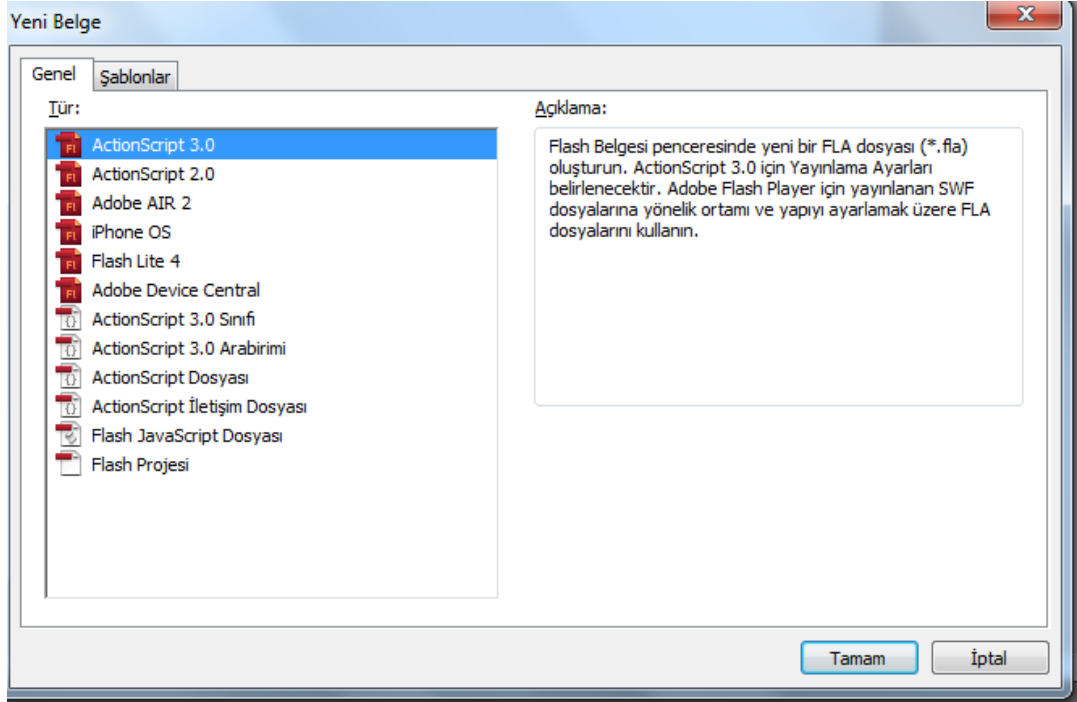 Yeni Belge
Genel
Şablonlar
Tür:
ActionScript 3.0
ActionScript 2.0
Adobe AIR 2
iPhone OS
Flash Lite 4
Adobe Device Central
ActionScript 3.0 Sınıfı
ActionScript 3.0 Arabirimi
ActionScript Dosyası
ActionScript İletişim Dosyası
Flash JavaScript Dosyası
Flash Projesi
Açıklama:
Flash Belgesi penceresinde yeni bir FLA dosyası (*.fla)
oluşturun. ActionScript 3.0 için Yayınlama Ayarları
belirlenecektir. Adobe Flash Player için yayınlanan SWF
dosyalarına yönelik ortamı ve yapıyı ayarlamak üzere FLA
dosyalarını kullanın.
Tamam
İptal